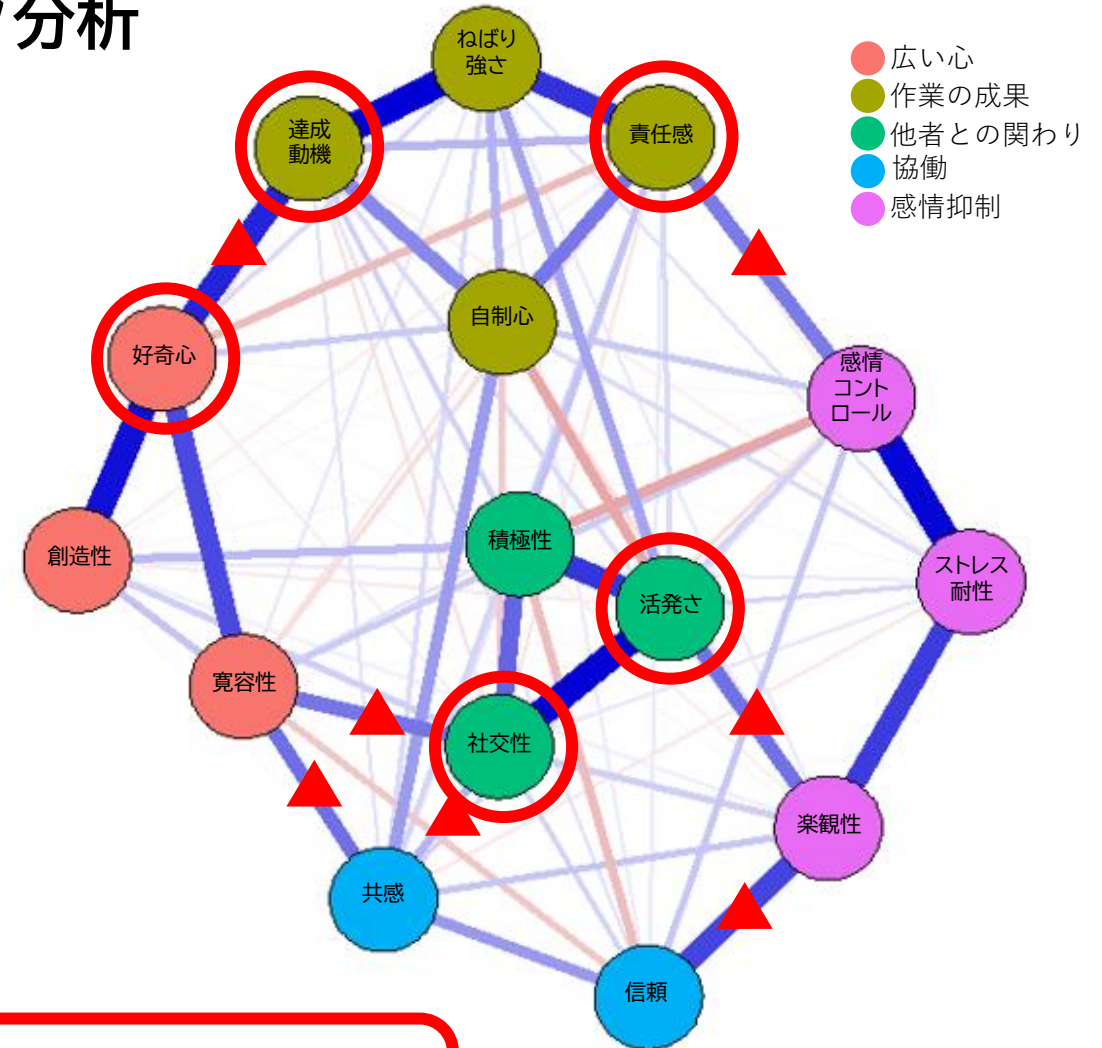 分析
広い心
作業の成果
他者との関わり
協働
感情抑制
ねばり
強さ
達成
動機
責任感
自制心
好奇心
感情
コント
ロール
積極性
創造性
ストレス
耐性
活発さ
寛容性
社交性
楽観性
共感
信頼